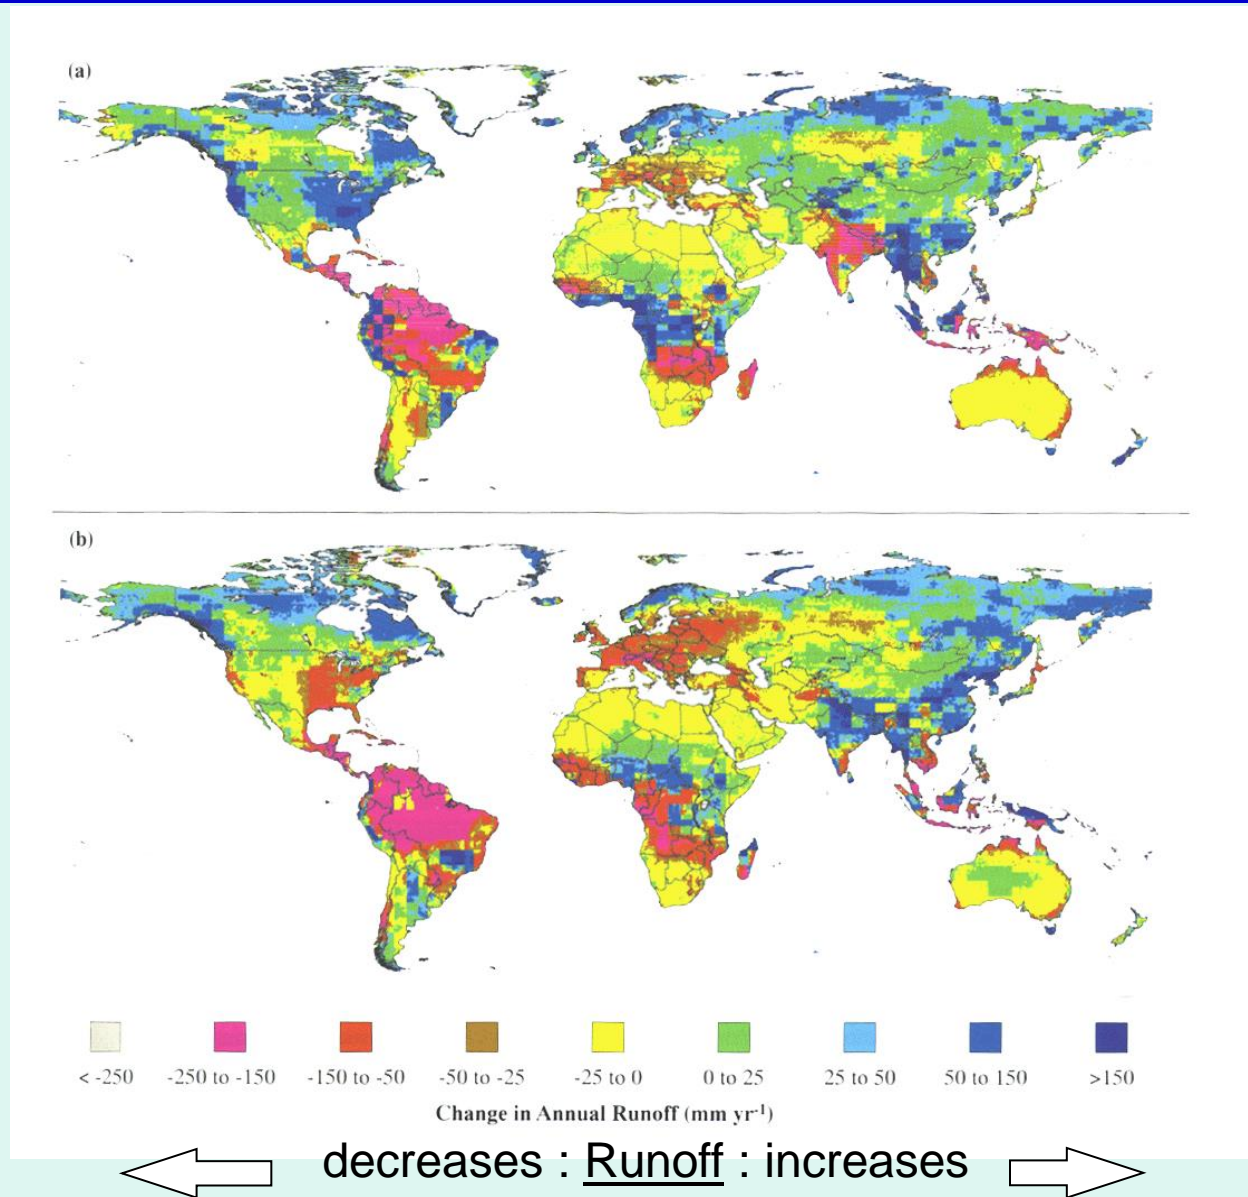 (a)
(b)
< -250 -250 to -150 -150 to -50 -50 to -25 -25 to 0 0 to 25 25 to 50 50 to 150 >150
Change in Annual Runoff (mm yr-1)
decreases : Runoff : increases